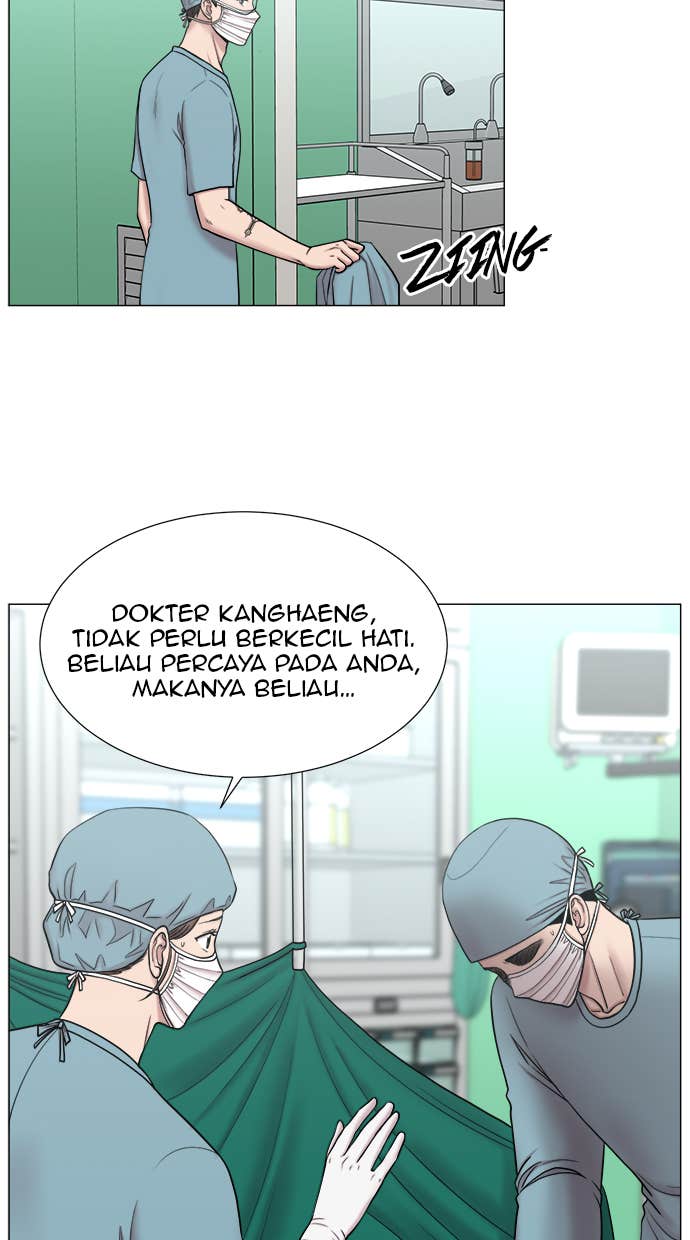 ZIING-
DOKTER KANGHAENG,
TIDAK PERLU BERKECIL HATI.
BELIAU PERCAYA PADA ANDA,
MAKANYA BELIAU...